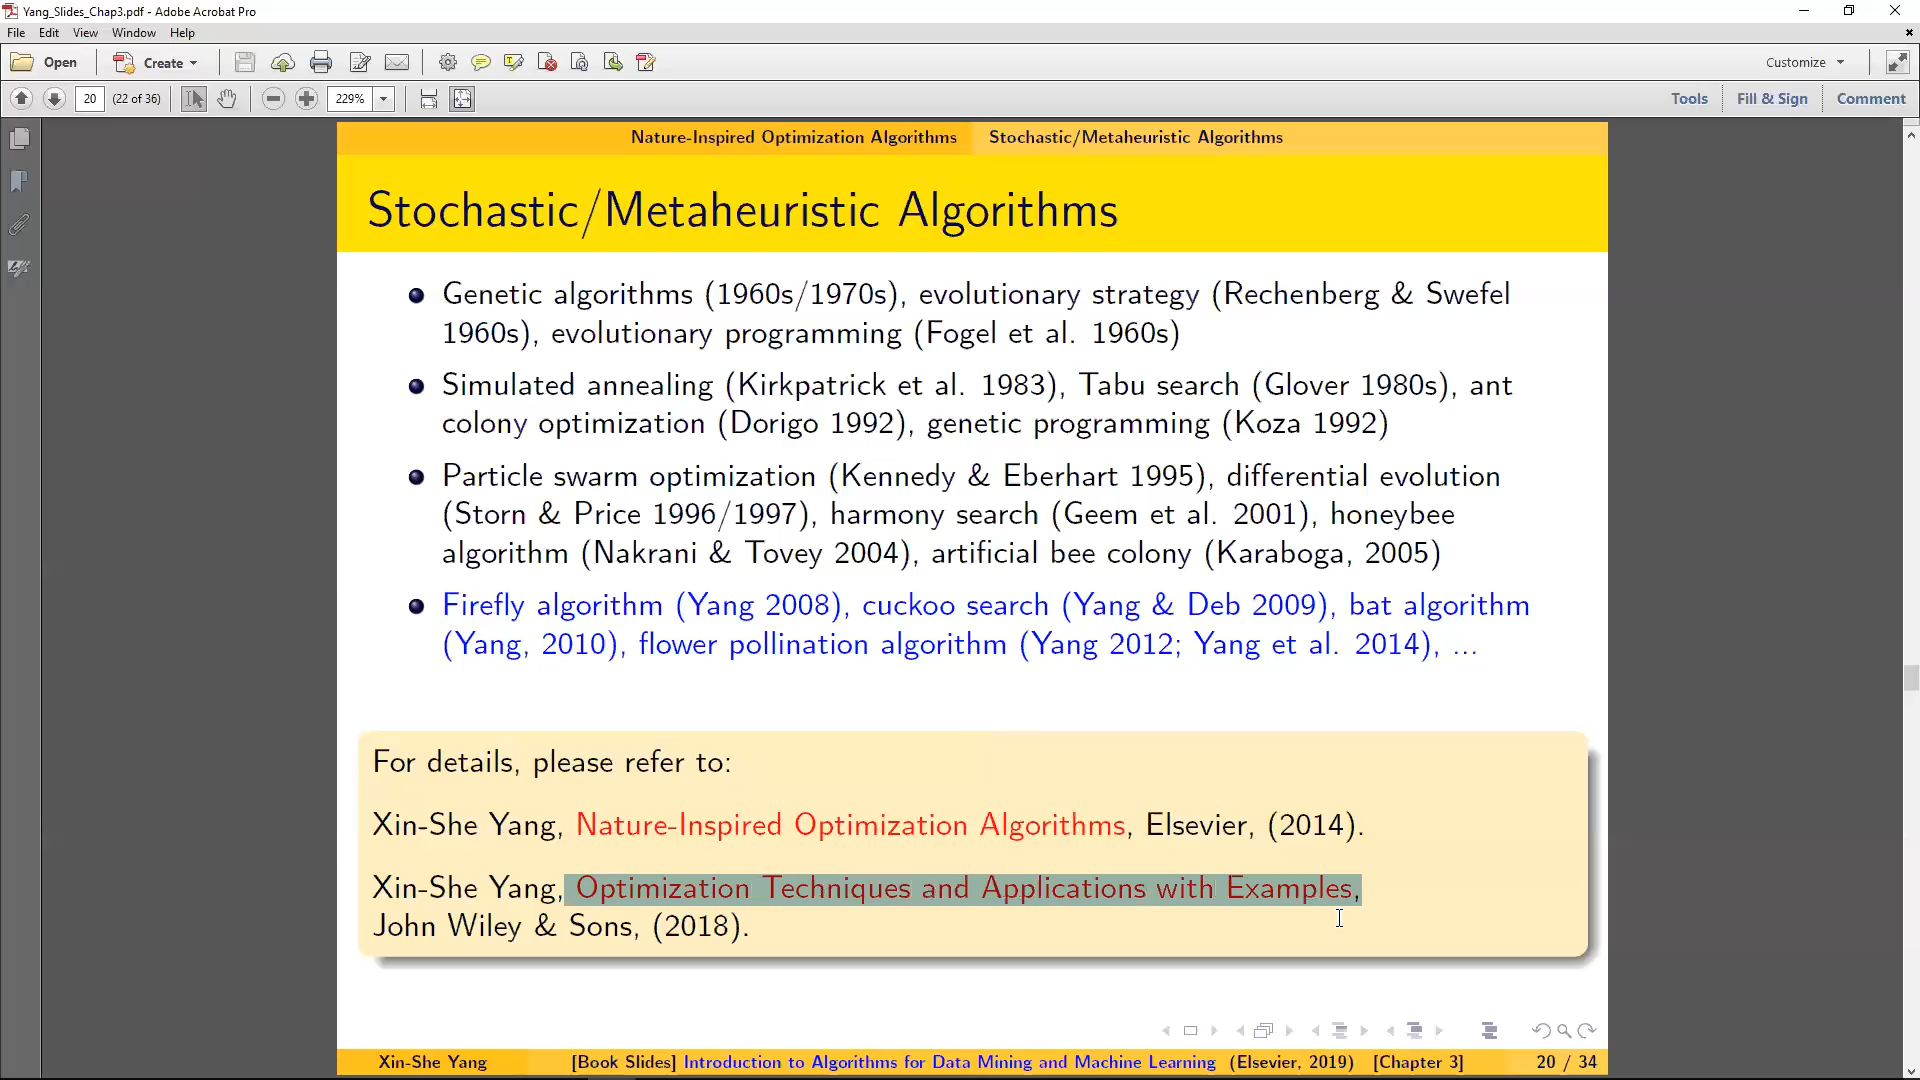 Yang_Slides_Chap3.pdf - Adobe Acrobat Pro
File Edit View Window Help
Open Create Customize
20 (22 of 36) 229% Tools Fill & Sign Comment
Nature-Inspired Optimization Algorithms Stochastic/Metaheuristic Algorithms
Stochastic/Metaheuristic Algorithms
Genetic algorithms (1960s/1970s), evolutionary strategy (Rechenberg & Swefel
1960s), evolutionary programming (Fogel et al. 1960s)
Simulated annealing (Kirkpatrick et al. 1983), Tabu search (Glover 1980s), ant
colony optimization (Dorigo 1992), genetic programming (Koza 1992)
Particle swarm optimization (Kennedy & Eberhart 1995), differential evolution
(Storn & Price 1996/1997), harmony search (Geem et al. 2001), honeybee
algorithm (Nakrani & Tovey 2004), artificial bee colony (Karaboga, 2005)
Firefly algorithm (Yang 2008), cuckoo search (Yang & Deb 2009), bat algorithm
(Yang, 2010), flower pollination algorithm (Yang 2012; Yang et al. 2014), ...
For details, please refer to:
Xin-She Yang, Nature-Inspired Optimization Algorithms, Elsevier, (2014).
Xin-She Yang, Optimization Techniques and Applications with Examples,
John Wiley & Sons, (2018).
Xin-She Yang [Book Slides] Introduction to Algorithms for Data Mining and Machine Learning (Elsevier, 2019) [Chapter 3] 20 / 34